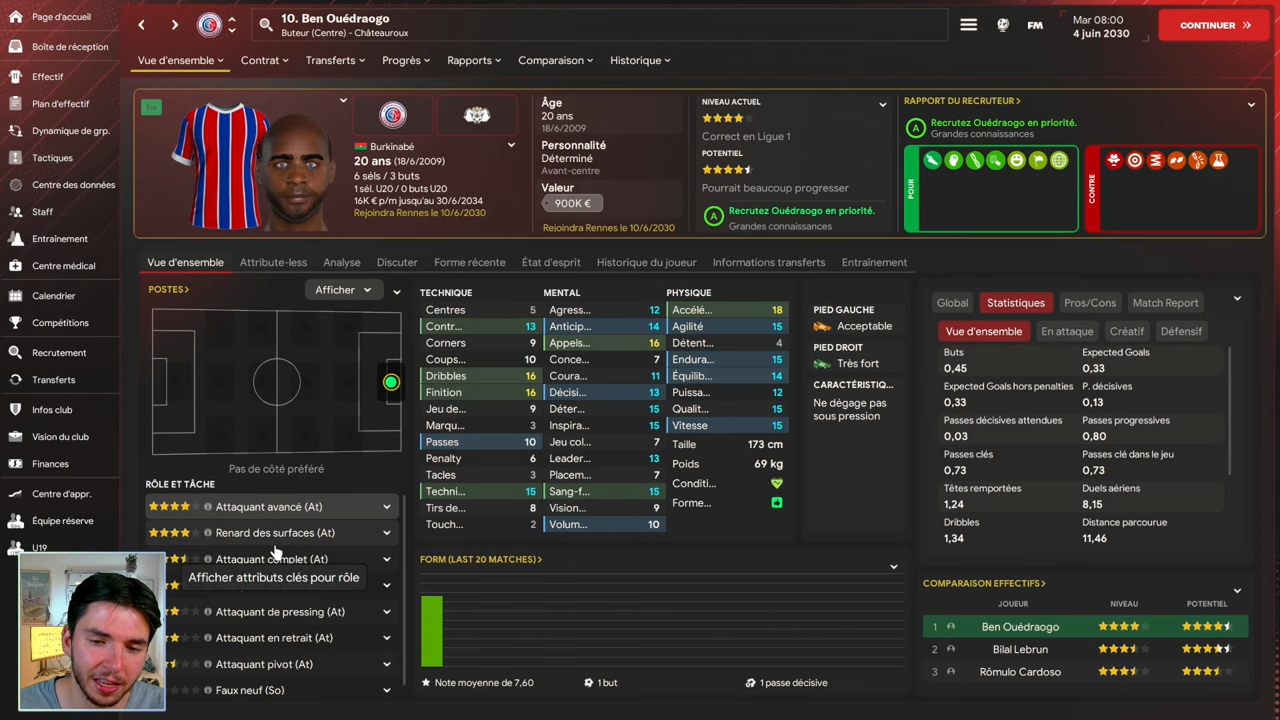 Page d'accueil
Boîte de réception
Effectif
Plan d'effectif
Dynamique de grp.
Tactiques
Centre des données
Staff
Entraînement
Centre médical
Calendrier
Compétitions
Recrutement
Transferts
Infos club
Vision du club
Finances
Centre d'appr.
Équipe réserve
U19
10. Ben Ouédraogo
Buteur (Centre) - Châteauroux
FM
Mar 08:00
4 juin 2030
CONTINUER
Vue d'ensemble
Contrat
Transferts
Progrès
Rapports
Comparaison
Historique
Trn
Burkinabé
20 ans (18/6/2009)
6 séls / 3 buts
1 sél. U20 / 0 buts U20
16K € p/m jusqu'au 30/6/2034
Rejoindra Rennes le 10/6/2030
Âge
20 ans
18/6/2009
Personnalité
Déterminé
Avant-centre
Valeur
900K €
Rejoindra Rennes le 10/6/2030
NIVEAU ACTUEL
Correct en Ligue 1
POTENTIEL
Pourrait beaucoup progresser
A Recrutez Ouédraogo en priorité.
Grandes connaissances
RAPPORT DU RECRUTEUR >
A Recrutez Ouédraogo en priorité.
Grandes connaissances
POUR
CONTRE
Vue d'ensemble
Attribute-less
Analyse
Discuter
Forme récente
État d'esprit
Historique du joueur
Informations transferts
Entraînement
POSTES >
Afficher
Pas de côté préféré
RÔLE ET TÂCHE
Attaquant avancé (At)
Renard des surfaces (At)
Attaquant complet (At)
Afficher attributs clés pour rôle
Attaquant de pressing (At)
Attaquant en retrait (At)
Attaquant pivot (At)
Faux neuf (So)
TECHNIQUE
Centres 5
Contr... 13
Corners 9
Coups... 10
Dribbles 16
Finition 16
Jeu de... 9
Marqu... 3
Passes 10
Penalty 6
Tacles 3
Techni... 15
Tirs de... 8
Touch... 2
MENTAL
Agress... 12
Anticip... 14
Appels... 16
Conce... 7
Coura... 11
Décisi... 13
Déter... 15
Inspira... 15
Jeu col... 7
Leader... 13
Placem... 7
Sang-f... 15
Vision... 9
Volum... 10
PHYSIQUE
Accélé... 18
Agilité 15
Détent... 4
Endura... 15
Équilib... 14
Puissa... 12
Qualit... 15
Vitesse 15
Taille 173 cm
Poids 69 kg
Conditi...
Forme...
PIED GAUCHE
Acceptable
PIED DROIT
Très fort
CARACTÉRISTIQ...
Ne dégage pas
sous pression
FORM (LAST 20 MATCHES) >
Note moyenne de 7,60
1 but
1 passe décisive
Global
Statistiques
Pros/Cons
Match Report
Vue d'ensemble
En attaque
Créatif
Défensif
Buts
0,45
Expected Goals
0,33
Expected Goals hors penalties
0,33
P. décisives
0,13
Passes décisives attendues
0,03
Passes progressives
0,80
Passes clés
0,73
Passes clé dans le jeu
0,73
Têtes remportées
1,24
Duels aériens
8,15
Dribbles
1,34
Distance parcourue
11,46
COMPARAISON EFFECTIFS >
JOUEUR NIVEAU POTENTIEL
1 Ben Ouédraogo
2 Bilal Lebrun
3 Rômulo Cardoso